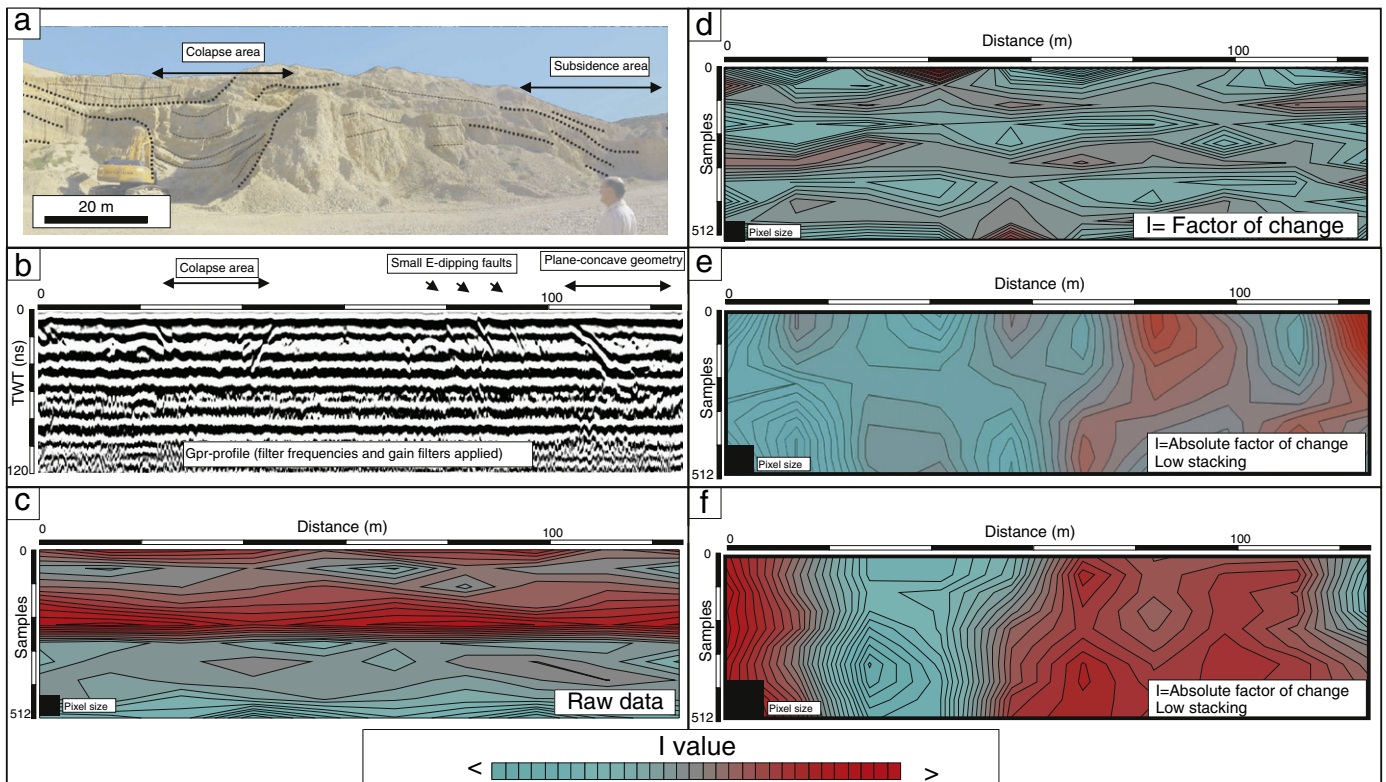 a
Colapse area
Subsidence area
20 m
b
Colapse area
Small E-dipping faults
Plane-concave geometry
0
100
0
TWT (ns)
120
Gpr-profile (filter frequencies and gain filters applied)
c
Distance (m)
0
100
0
Samples
512
Pixel size
Raw data
d
Distance (m)
0
100
0
Samples
512
Pixel size
I= Factor of change
e
Distance (m)
0
100
0
Samples
512
Pixel size
I=Absolute factor of change
Low stacking
f
Distance (m)
0
100
0
Samples
512
Pixel size
I=Absolute factor of change
Low stacking
I value
<
>